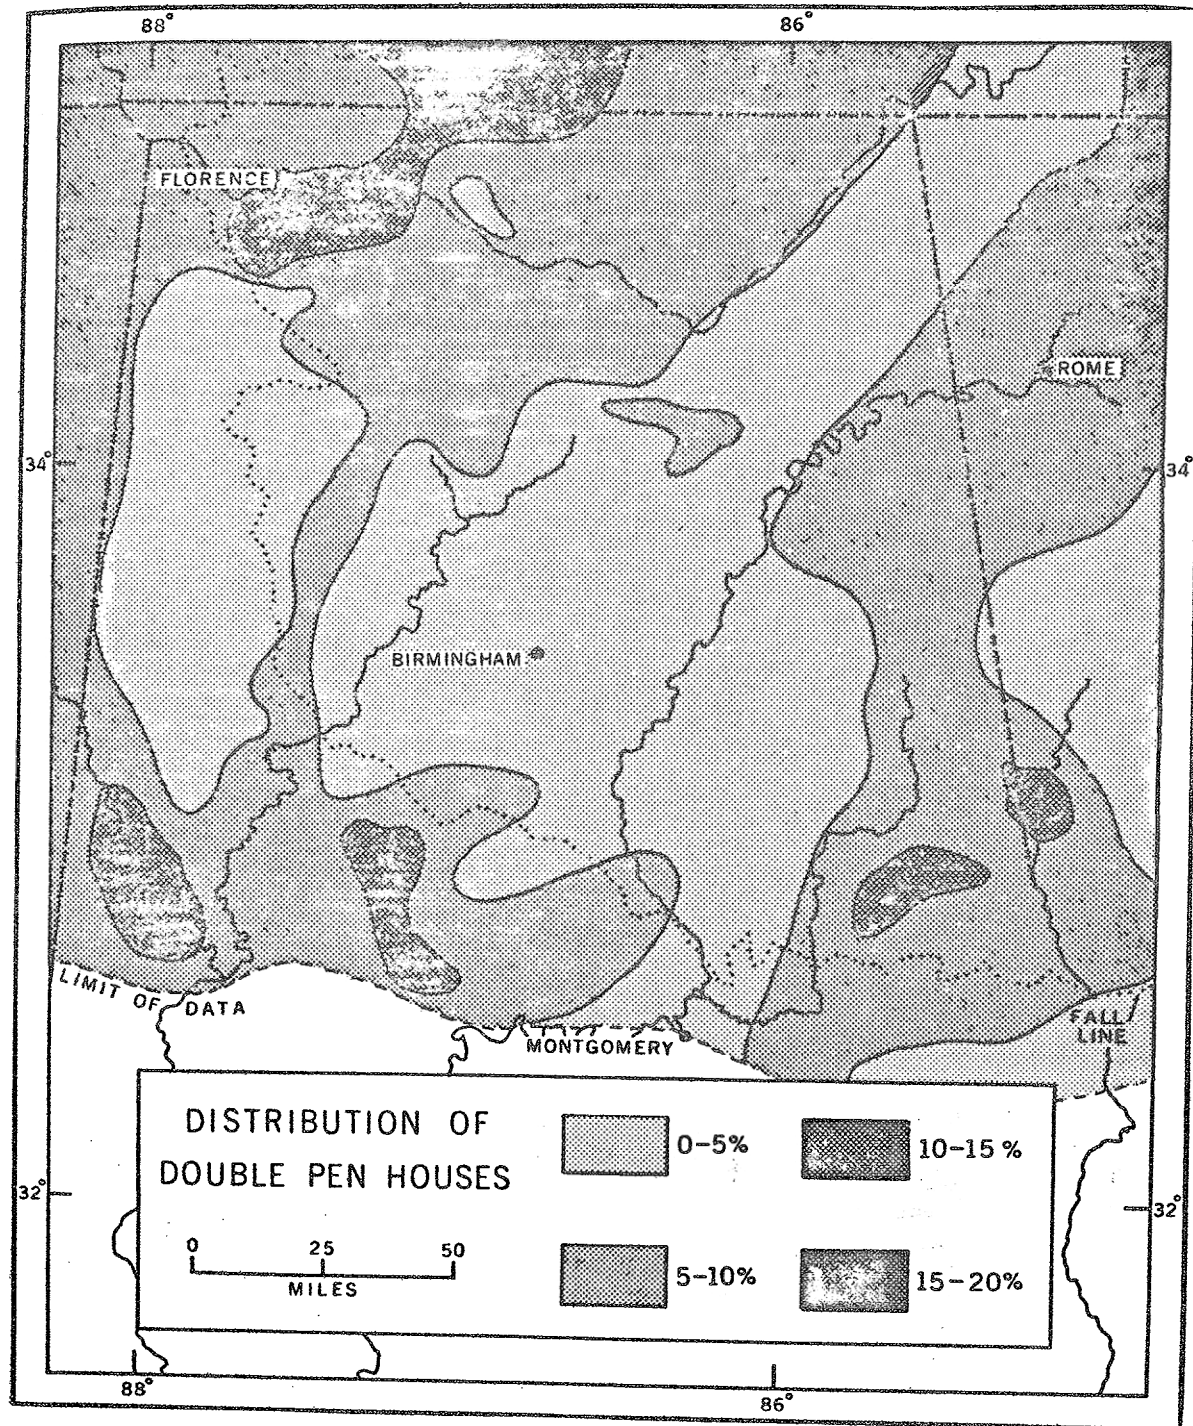 88° 86°
FLORENCE
ROME
34° 34°
BIRMINGHAM
LIMIT OF DATA
FALL
LINE
MONTGOMERY
DISTRIBUTION OF
DOUBLE PEN HOUSES
0-5%
10-15%
5-10%
15-20%
0 25 50
MILES
32° 32°
88° 86°